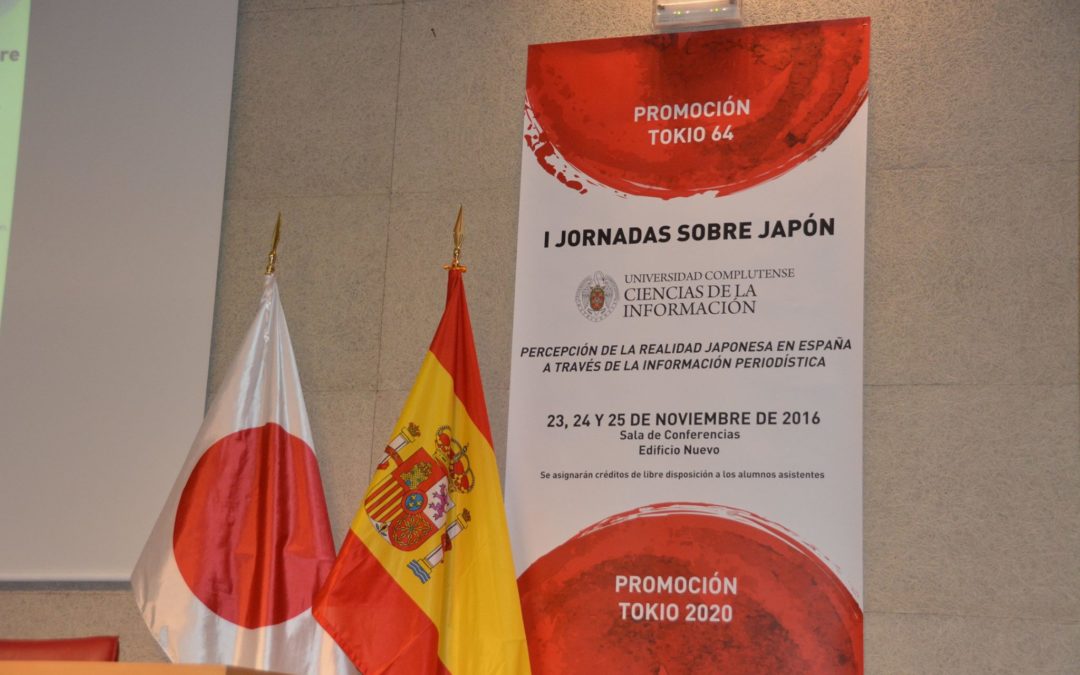 re
PROMOCIÓN
TOKIO 64
I JORNADAS SOBRE JAPÓN
UNIVERSIDAD COMPLUTENSE
CIENCIAS DE LA
INFORMACIÓN
PERCEPCIÓN DE LA REALIDAD JAPONESA EN ESPAÑA
A TRAVÉS DE LA INFORMACIÓN PERIODÍSTICA
23, 24 Y 25 DE NOVIEMBRE DE 2016
Sala de Conferencias
Edificio Nuevo
Se asignarán créditos de libre disposición a los alumnos asistentes
PROMOCIÓN
TOKIO 2020